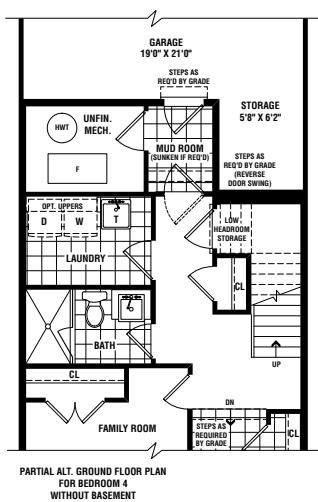 GARAGE
19'0" X 21'0"
STEPS AS
REQ'D BY GRADE
STORAGE
5'8" X 6'2"
UNFIN.
MECH.
HWT
F
MUD ROOM
(SUNKEN IF REQ'D)
STEPS AS
REQ'D BY GRADE
(REVERSE
DOOR SWING)
OPT. UPPERS
D
W
H
T
LAUNDRY
LOW
HEADROOM
STORAGE
CL
UP
BATH
CL
FAMILY ROOM
DN
STEPS AS
REQUIRED
BY GRADE
CL
PARTIAL ALT. GROUND FLOOR PLAN
FOR BEDROOM 4
WITHOUT BASEMENT